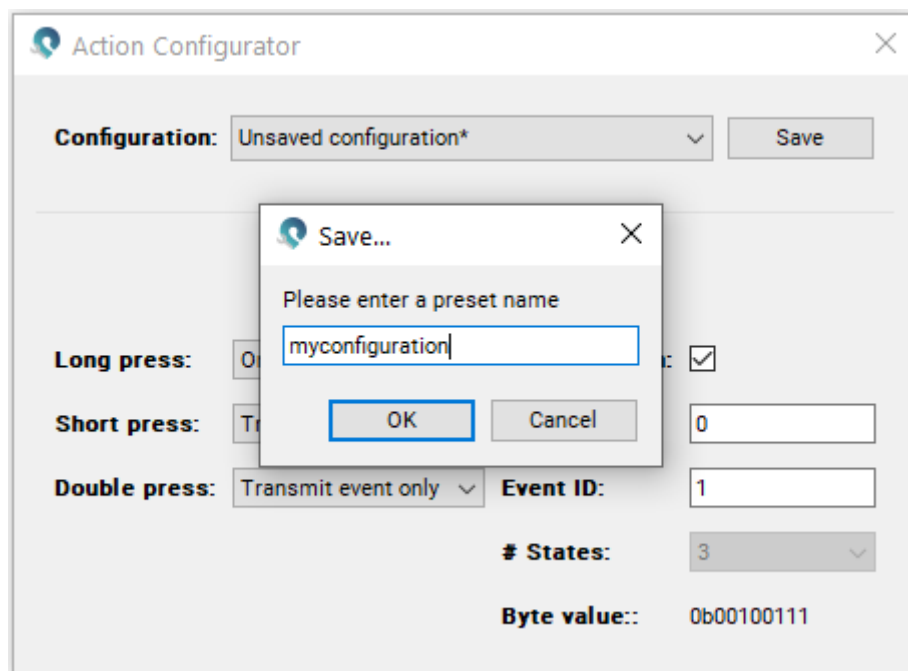 Action Configurator
Configuration: Unsaved configuration* Save
Save...
Please enter a preset name
myconfiguration
OK Cancel
Long press:
Short press: 0
Double press: Transmit event only Event ID: 1
# States: 3
Byte value:: 0b00100111